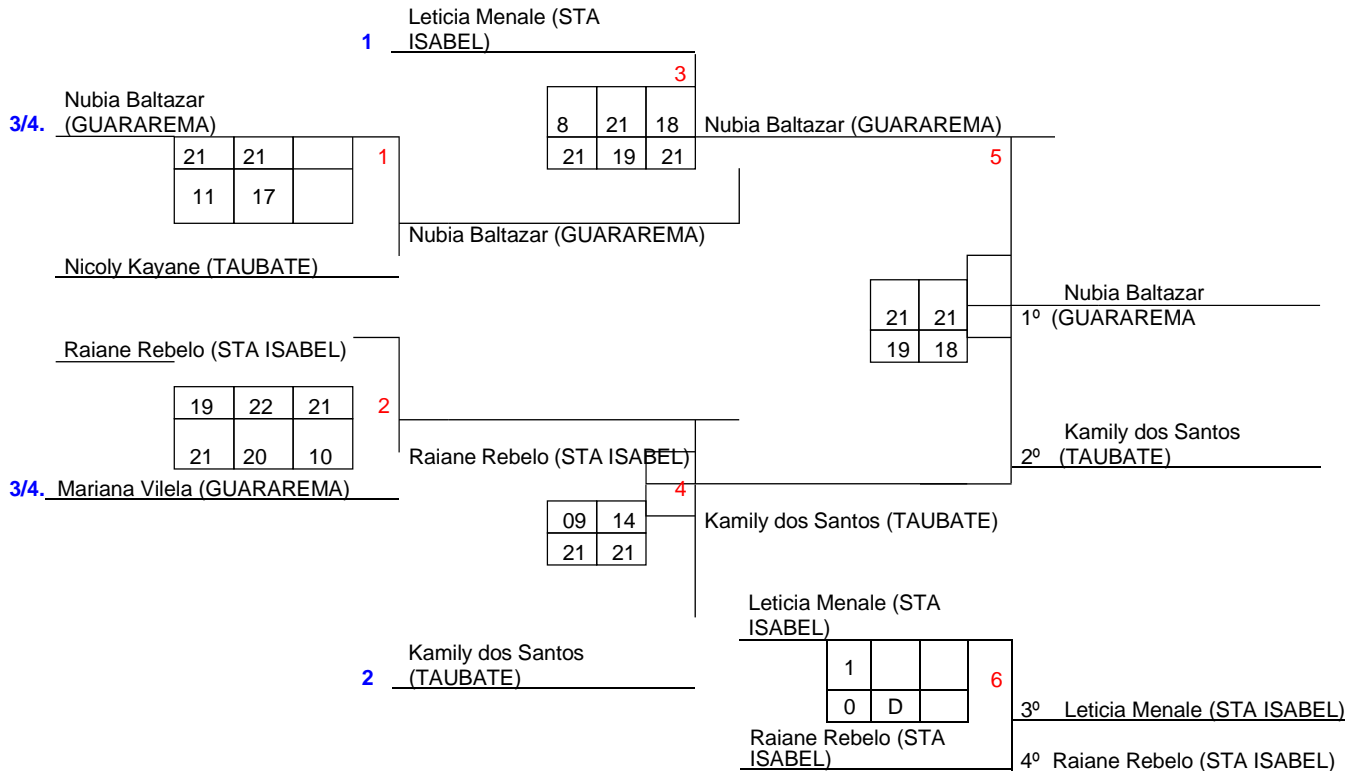 Leticia Menale (STA
1 ISABEL)
3
Nubia Baltazar
3/4. (GUARAREMA)
8 21 18 Nubia Baltazar (GUARAREMA)
21 21 1 21 19 21 5
11 17
Nubia Baltazar (GUARAREMA)
Nicoly Kayane (TAUBATE)
Nubia Baltazar
21 21 1º (GUARAREMA
Raiane Rebelo (STA ISABEL)
19 18
19 22 21 2
Kamily dos Santos
21 20 10 Raiane Rebelo (STA ISABEL) 2º (TAUBATE)
3/4. Mariana Vilela (GUARAREMA) 4
09 14 Kamily dos Santos (TAUBATE)
21 21
Leticia Menale (STA
ISABEL)
Kamily dos Santos
2 (TAUBATE)
1 6
0 D 3º Leticia Menale (STA ISABEL)
Raiane Rebelo (STA
ISABEL) 4º Raiane Rebelo (STA ISABEL)